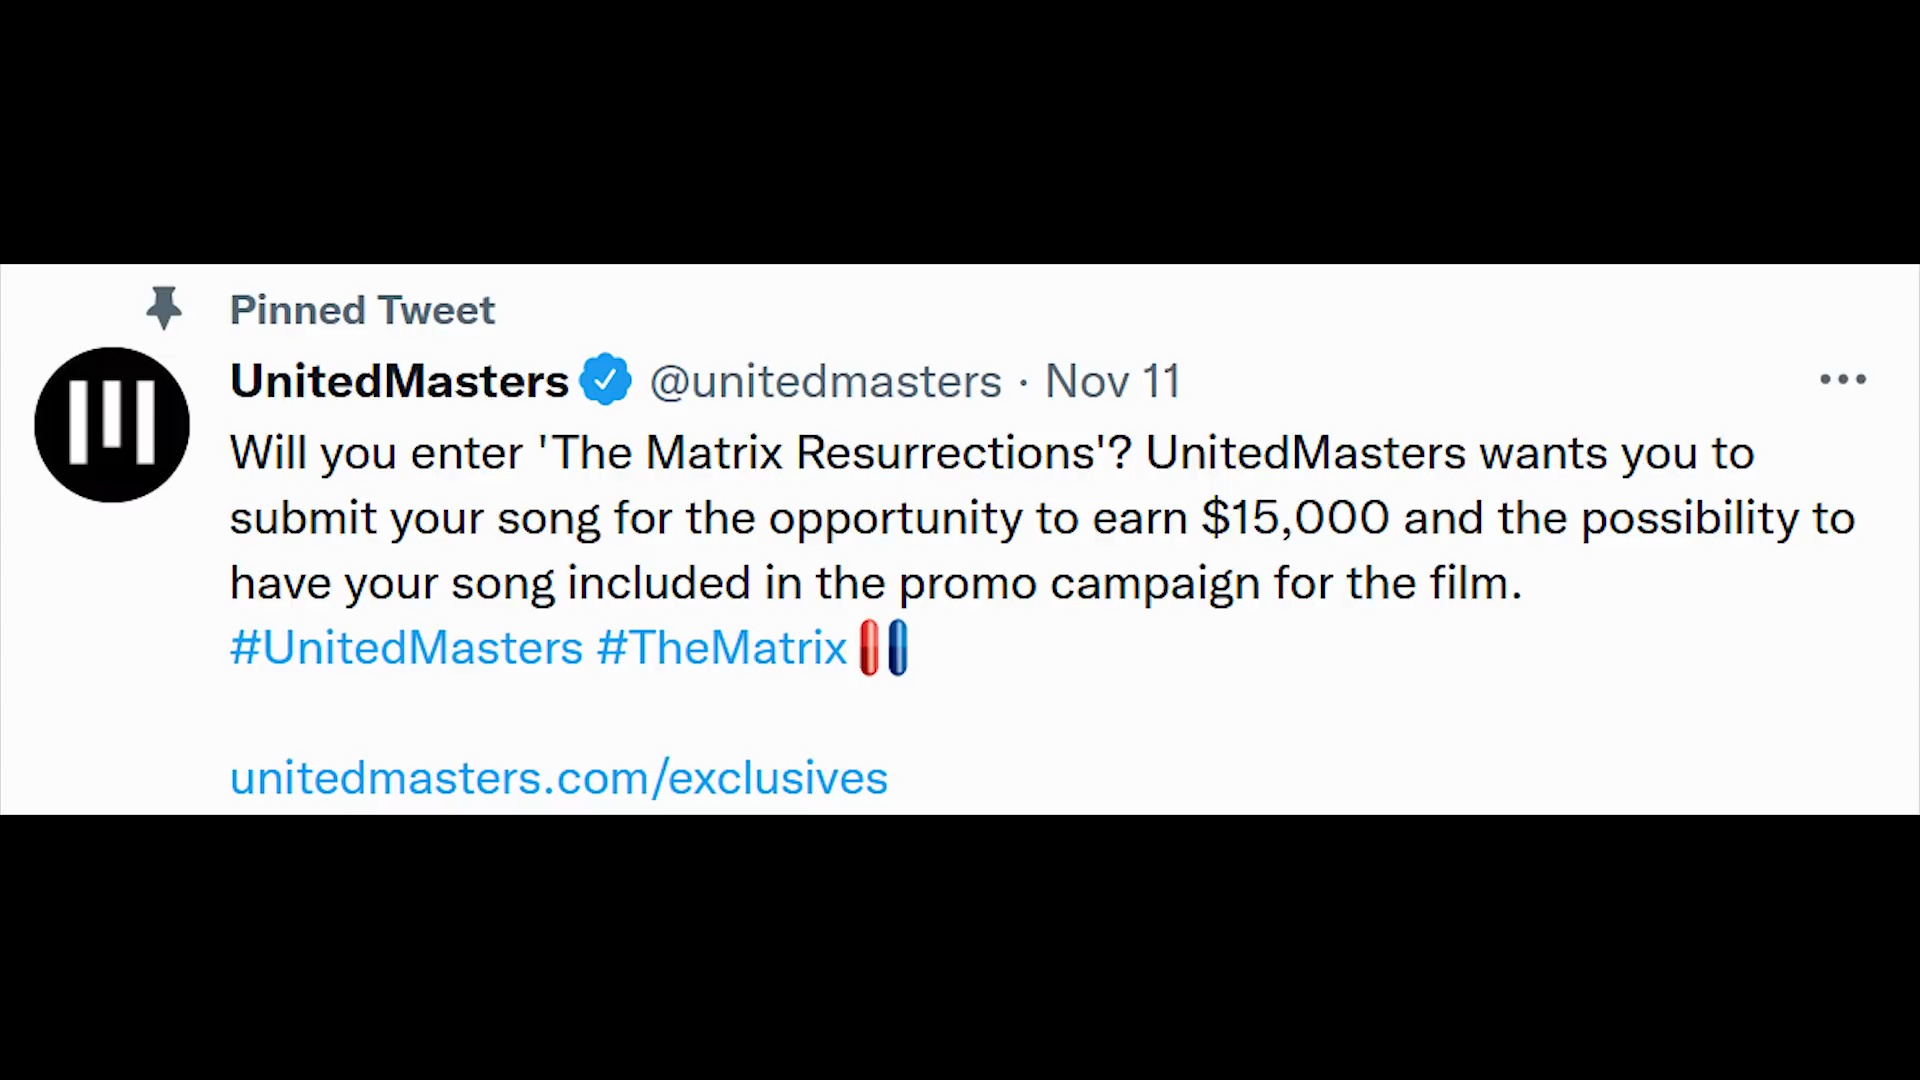 Pinned Tweet
UnitedMasters @unitedmasters · Nov 11
Will you enter 'The Matrix Resurrections'? UnitedMasters wants you to
submit your song for the opportunity to earn $15,000 and the possibility to
have your song included in the promo campaign for the film.
#UnitedMasters #TheMatrix
unitedmasters.com/exclusives